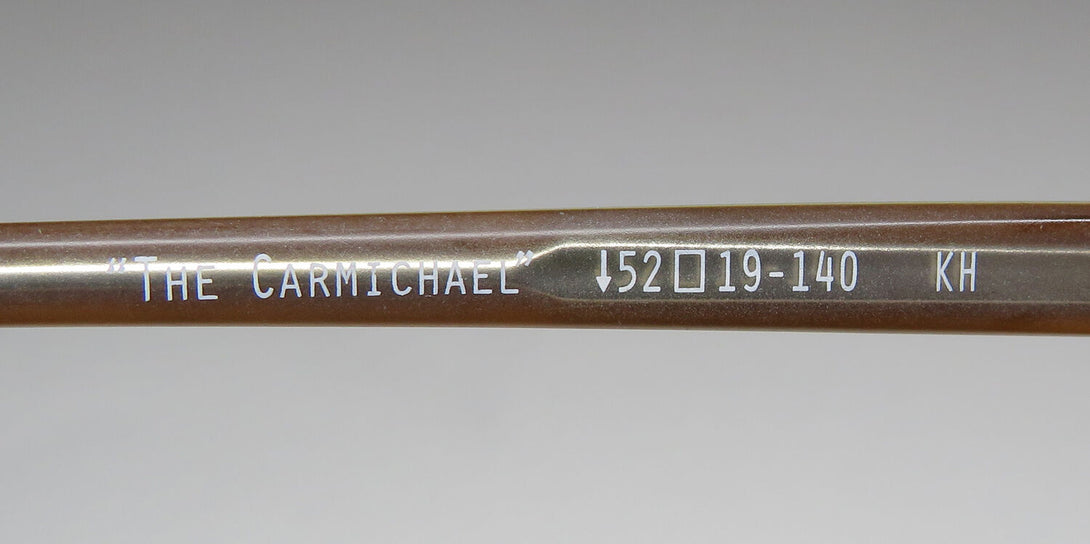 “The Carmichael” ↓52□19-140 KH